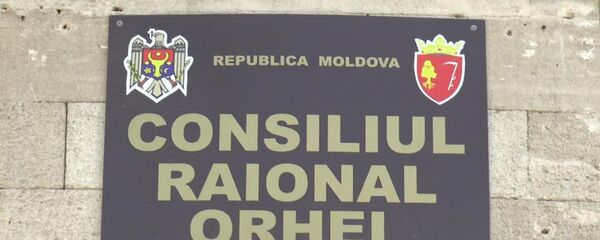 REPUBLICA MOLDOVA
CONSILIUL
RAIONAL
ORHEI